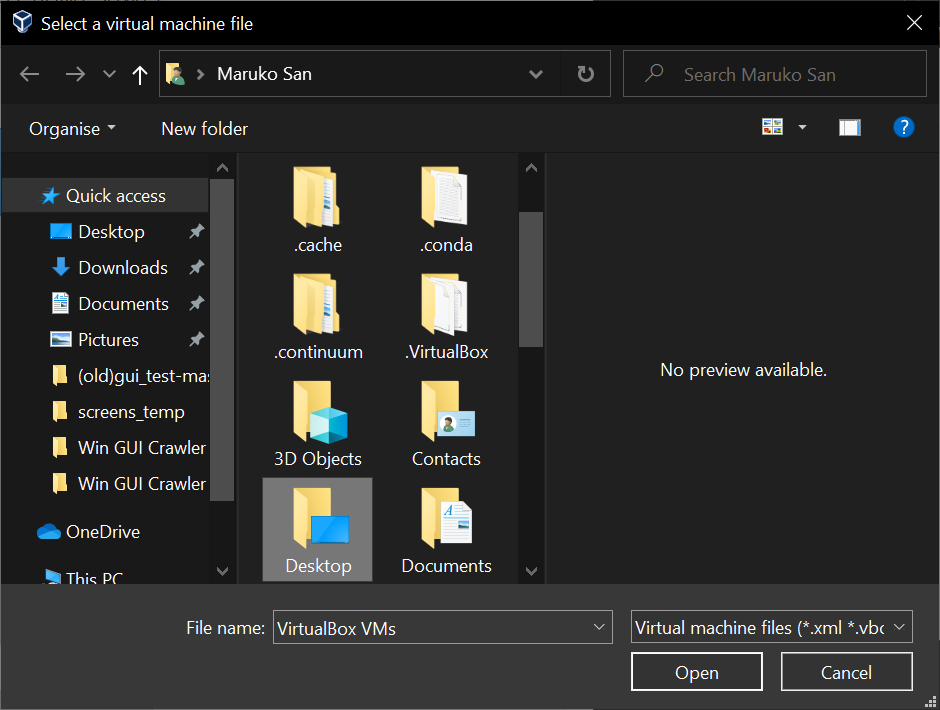 Select a virtual machine file
Maruko San
Search Maruko San
Organise
New folder
?
Quick access
Desktop
Downloads
Documents
Pictures
(old)gui_test-mas
screens_temp
Win GUI Crawler
Win GUI Crawler
OneDrive
This PC
.cache
.conda
.continuum
.VirtualBox
3D Objects
Contacts
Desktop
Documents
No preview available.
File name:
VirtualBox VMs
Virtual machine files (*.xml *.vbo
Open
Cancel